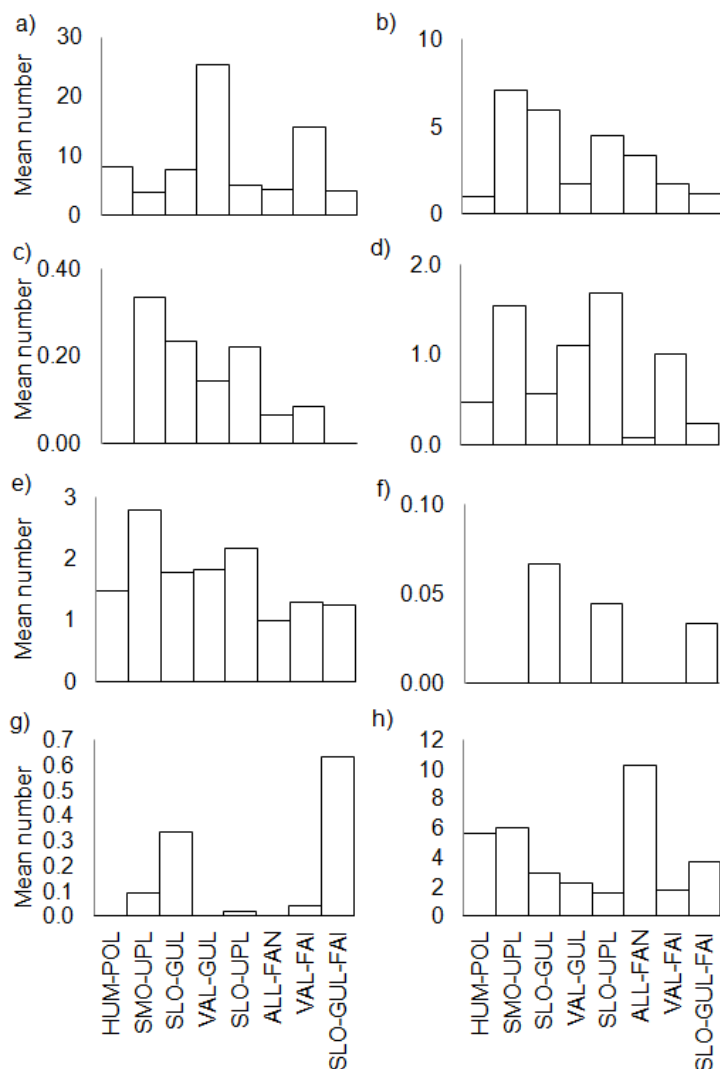 a)
30
20
10
0
Mean number
b)
10
5
0
c)
0.40
0.20
0.00
Mean number
d)
2.0
1.0
0.0
e)
3
2
1
0
Mean number
f)
0.10
0.05
0.00
g)
0.7
0.6
0.5
0.4
0.3
0.2
0.1
0.0
Mean number
h)
12
10
8
6
4
2
0
HUM-POL
SMO-UPL
SLO-GUL
VAL-GUL
SLO-UPL
ALL-FAN
VAL-FAI
SLO-GUL-FAI
HUM-POL
SMO-UPL
SLO-GUL
VAL-GUL
SLO-UPL
ALL-FAN
VAL-FAI
SLO-GUL-FAI